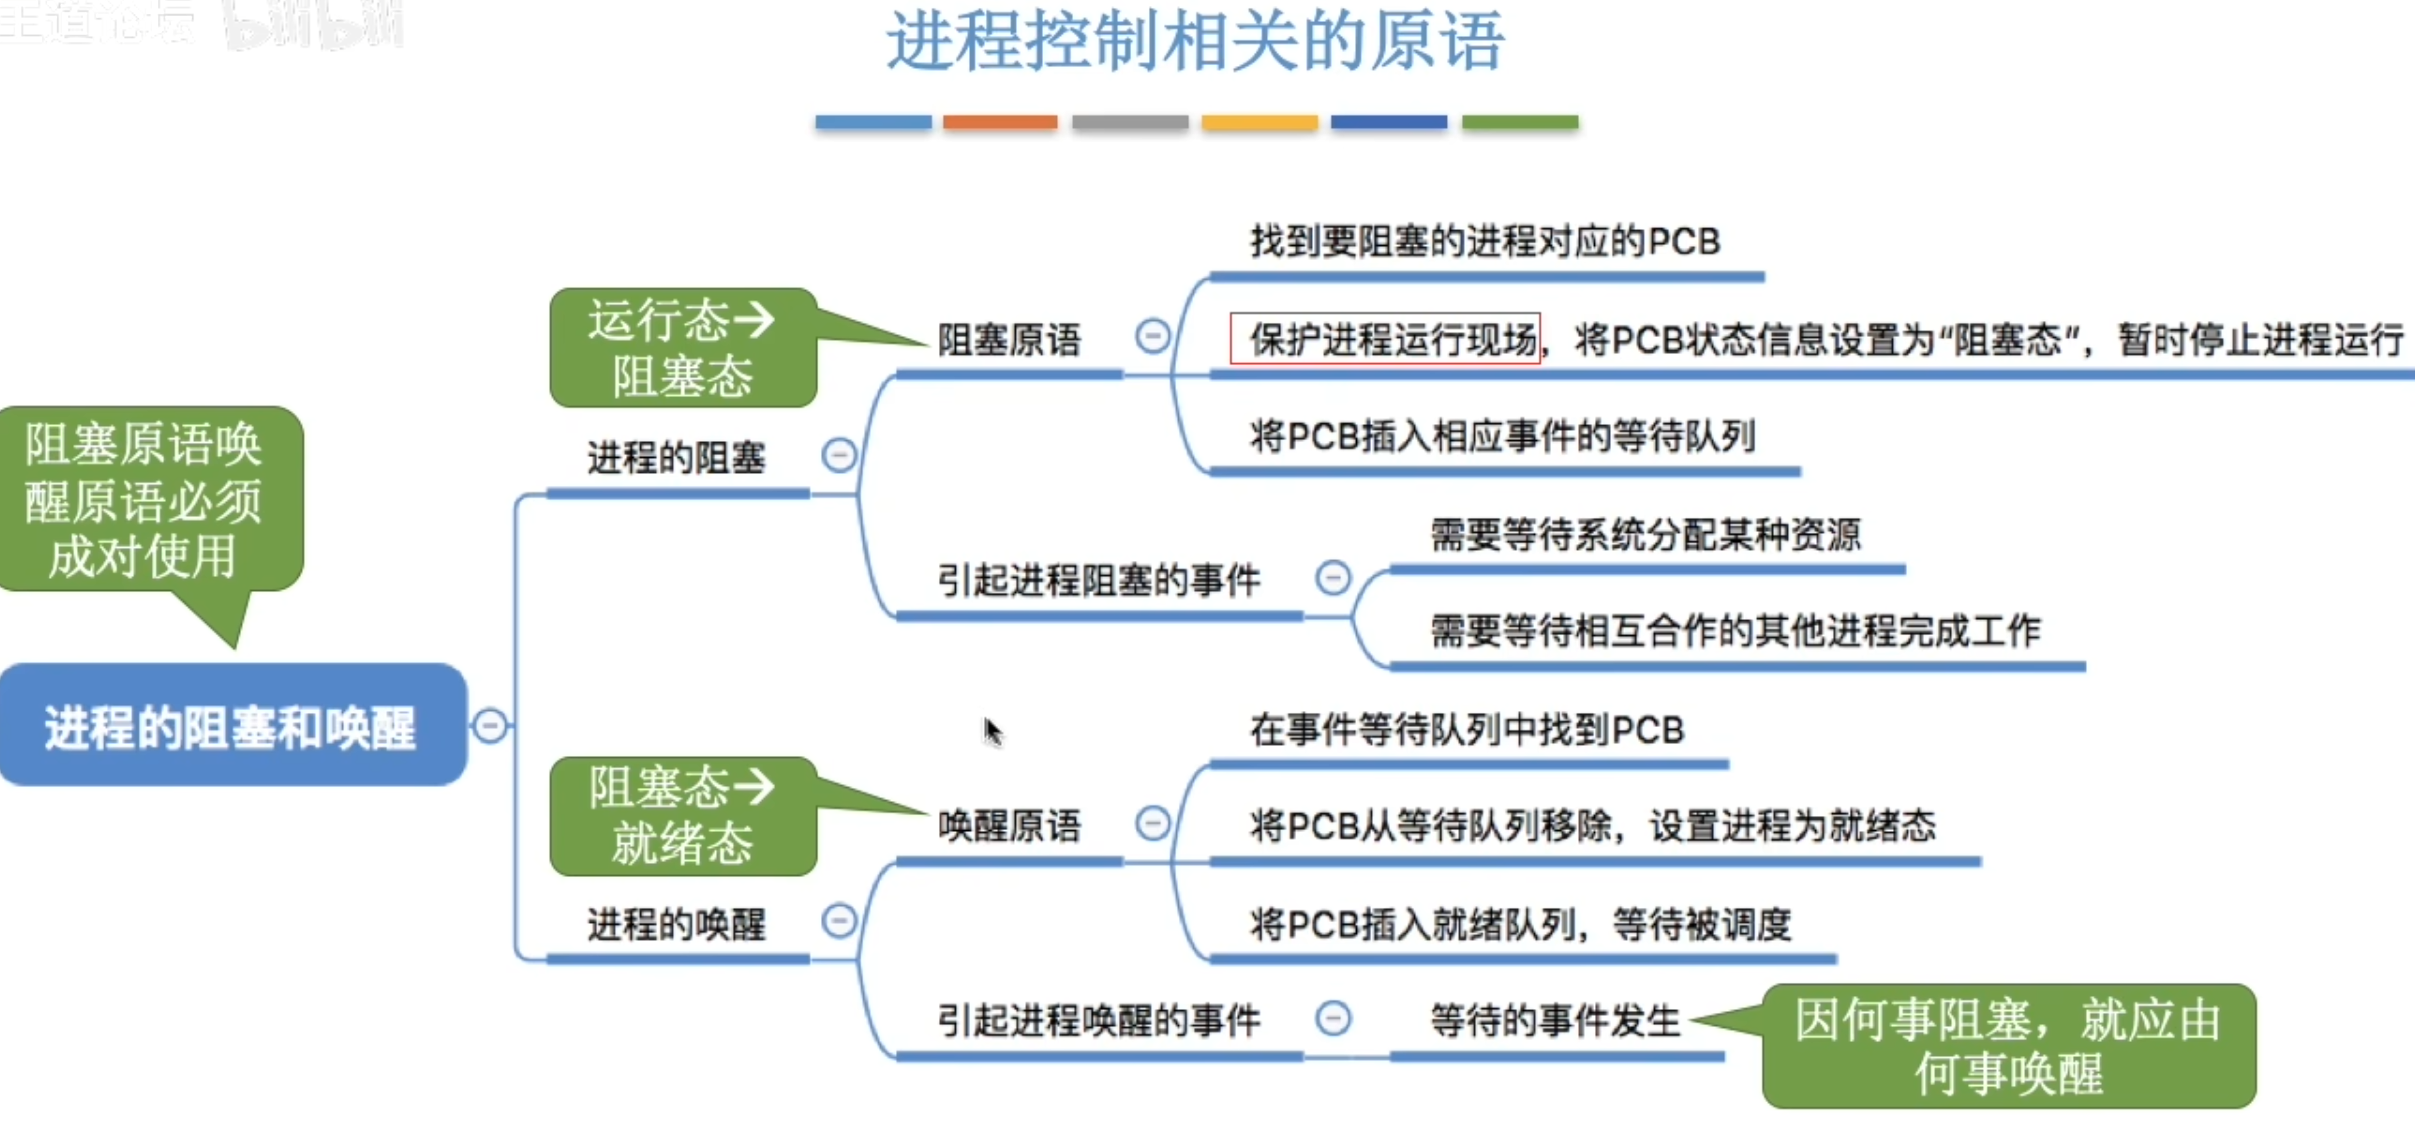 王道论坛 bilibili
进程控制相关的原语
找到要阻塞的进程对应的PCB
运行态→
阻塞态
阻塞原语
保护进程运行现场，将PCB状态信息设置为“阻塞态”，暂时停止进程运行
将PCB插入相应事件的等待队列
进程的阻塞
阻塞原语唤
醒原语必须
成对使用
引起进程阻塞的事件
需要等待系统分配某种资源
需要等待相互合作的其他进程完成工作
进程的阻塞和唤醒
在事件等待队列中找到PCB
阻塞态→
就绪态
唤醒原语
将PCB从等待队列移除，设置进程为就绪态
将PCB插入就绪队列，等待被调度
进程的唤醒
引起进程唤醒的事件
等待的事件发生
因何事阻塞，就应由
何事唤醒